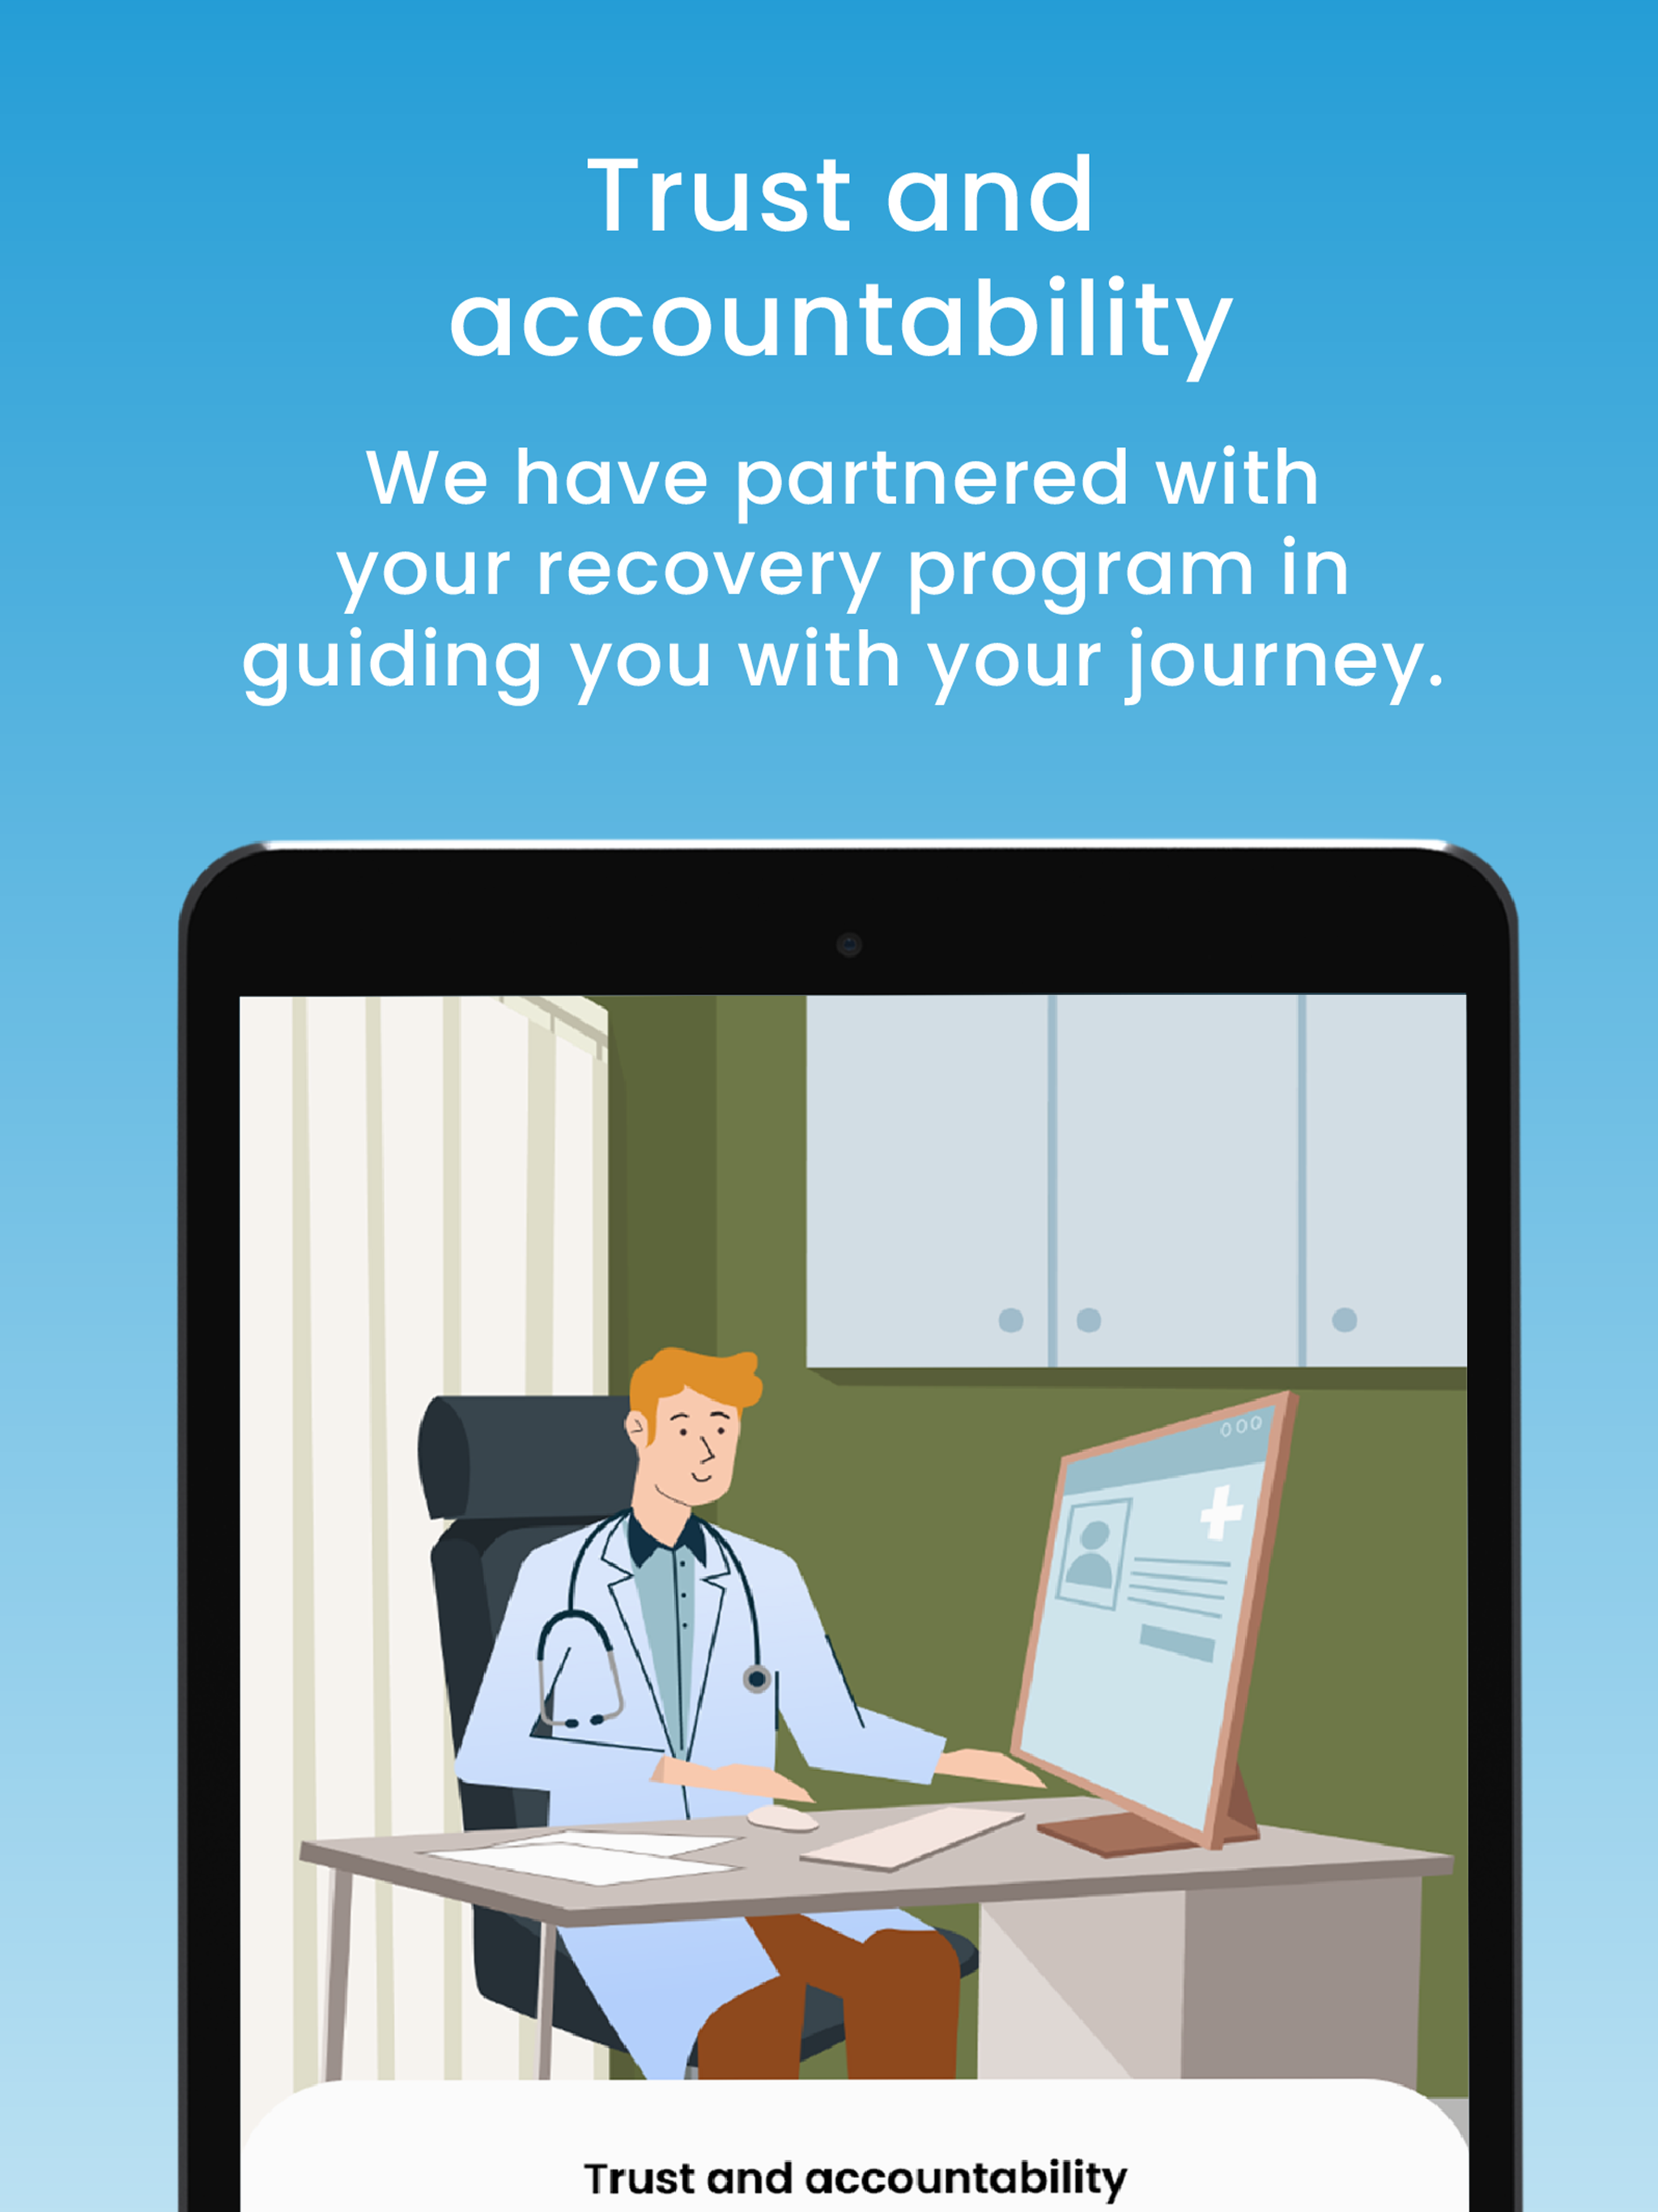 Trust and
accountability
We have partnered with
your recovery program in
guiding you with your journey.
Trust and accountability